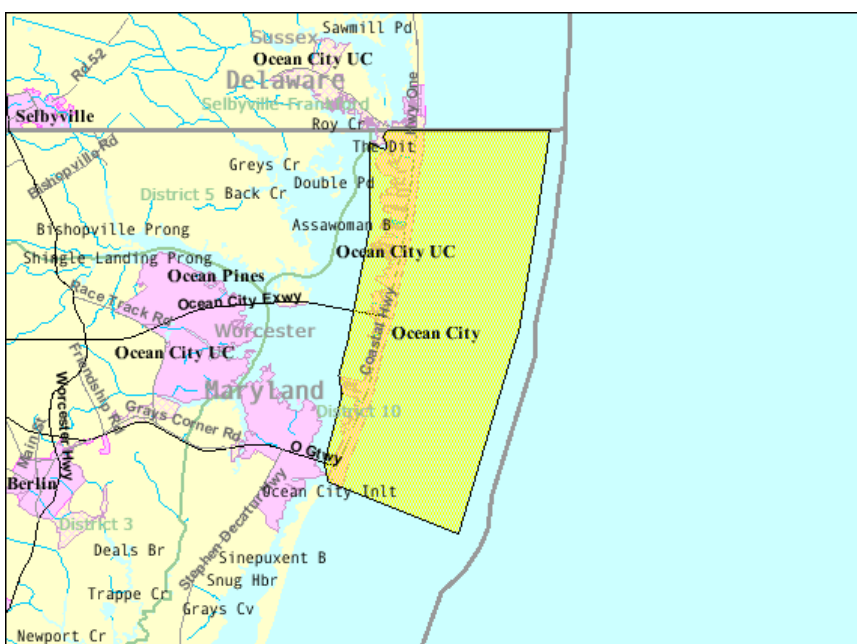 Sawmill Pd
Sussex
Ocean City UC
Rd 52
Delaware
Hwy One
Selbyville-Frankford
Selbyville
Roy Cr
Bishopville Rd
The Dit
Greys Cr
Double Pd
District 5
Back Cr
Assawoman B
Bishopville Prong
Ocean City UC
Shingle Landing Prong
Ocean Pines
Race Track Rd
Ocean City Exwy
Worcester
Ocean City
Coastal Hwy
Ocean City UC
Friendship Rd
Worcester Hwy
Maryland
District 10
Grays Corner Rd
Main St
O Gtwy
Berlin
Ocean City Inlt
Stephen Decatur Hwy
District 3
Deals Br
Sinepuxent B
Snug Hbr
Trappe Cr
Grays Cv
Newport Cr